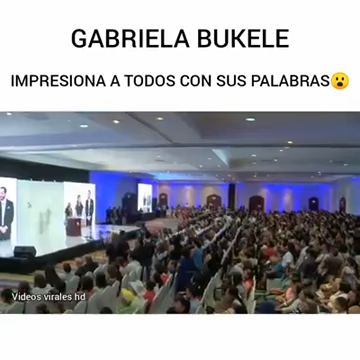 GABRIELA BUKELE
IMPRESIONA A TODOS CON SUS PALABRAS😮
Videos virales hd